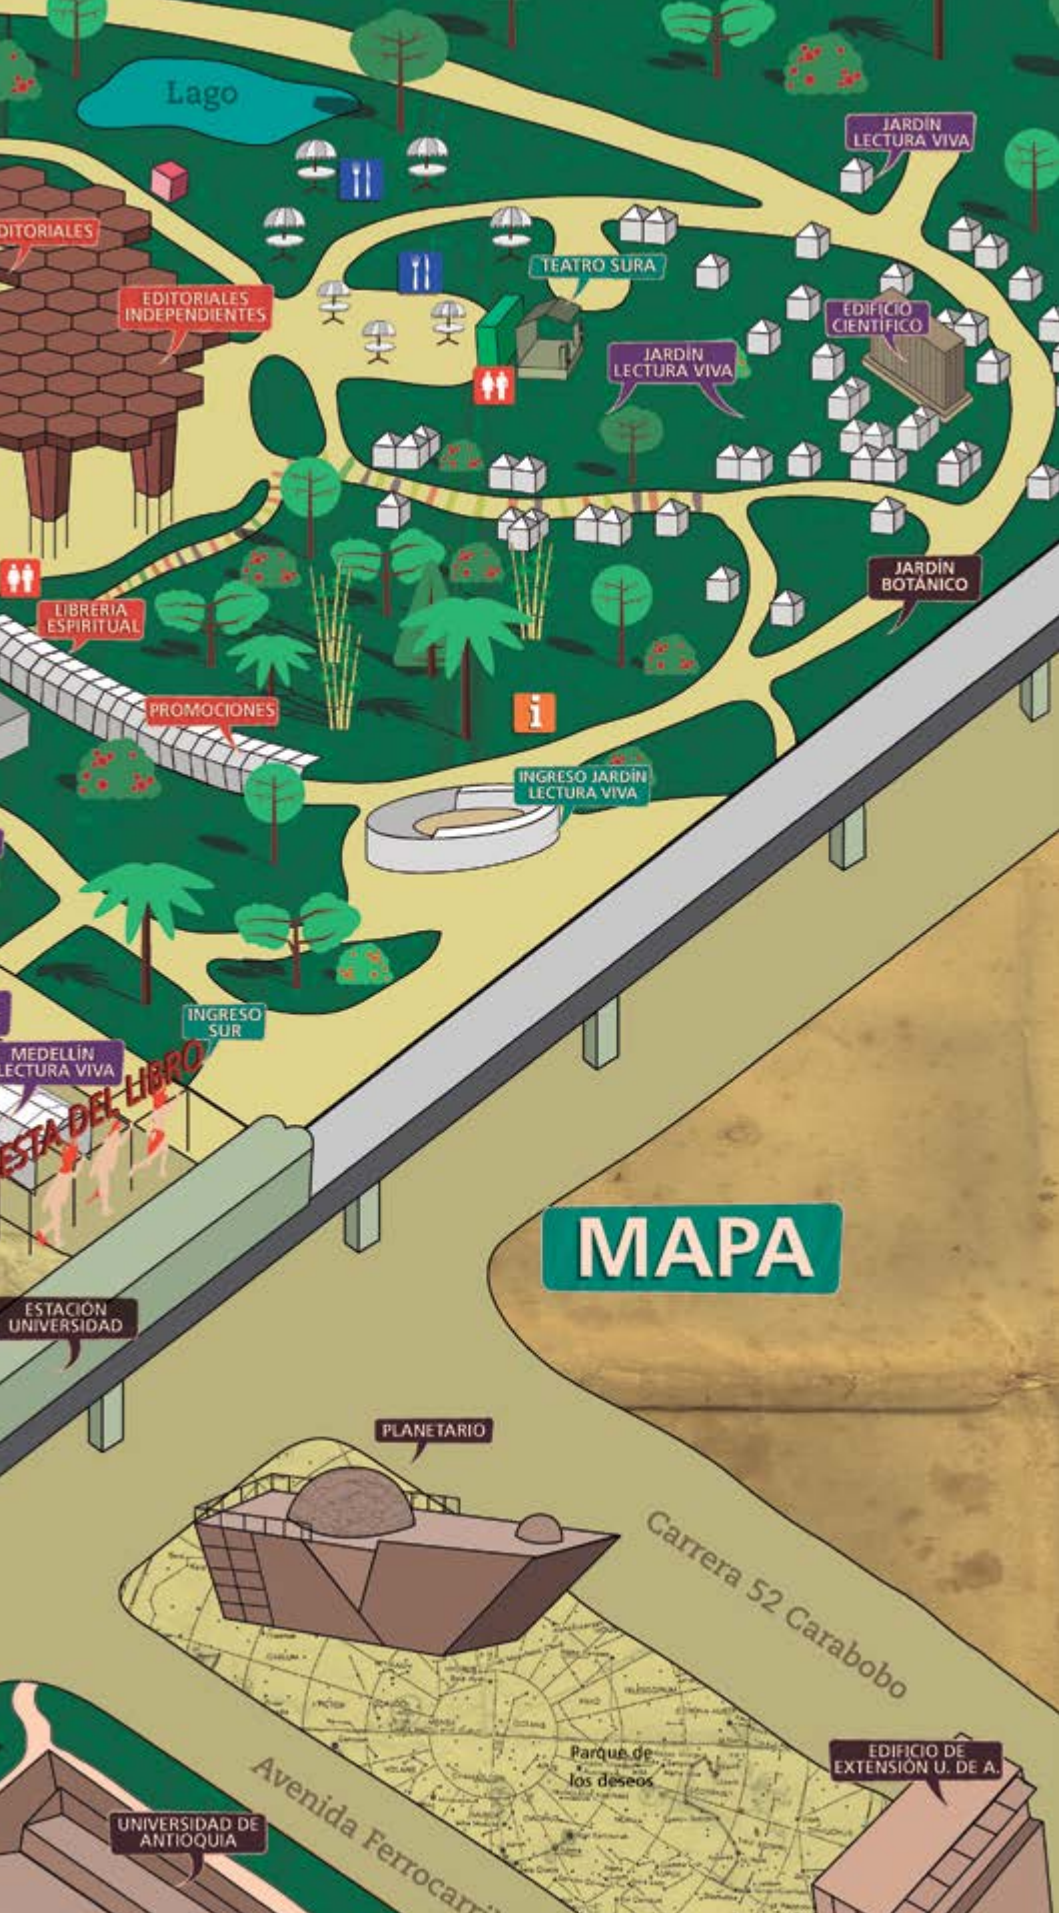 Lago
JARDÍN
LECTURA VIVA
DITORIALES
TEATRO SURA
EDITORIALES
INDEPENDIENTES
EDIFICIO
CIENTÍFICO
JARDÍN
LECTURA VIVA
JARDÍN
BOTÁNICO
LIBRERIA
ESPIRITUAL
PROMOCIONES
i
INGRESO JARDÍN
LECTURA VIVA
INGRESO
SUR
MEDELLÍN
LECTURA VIVA
ESTA DEL LIBRO
MAPA
ESTACIÓN
UNIVERSIDAD
PLANETARIO
Carrera 52 Carabobo
Parque de
los deseos
EDIFICIO DE
EXTENSIÓN U. DE A.
UNIVERSIDAD DE
ANTIOQUIA
Avenida Ferrocarril